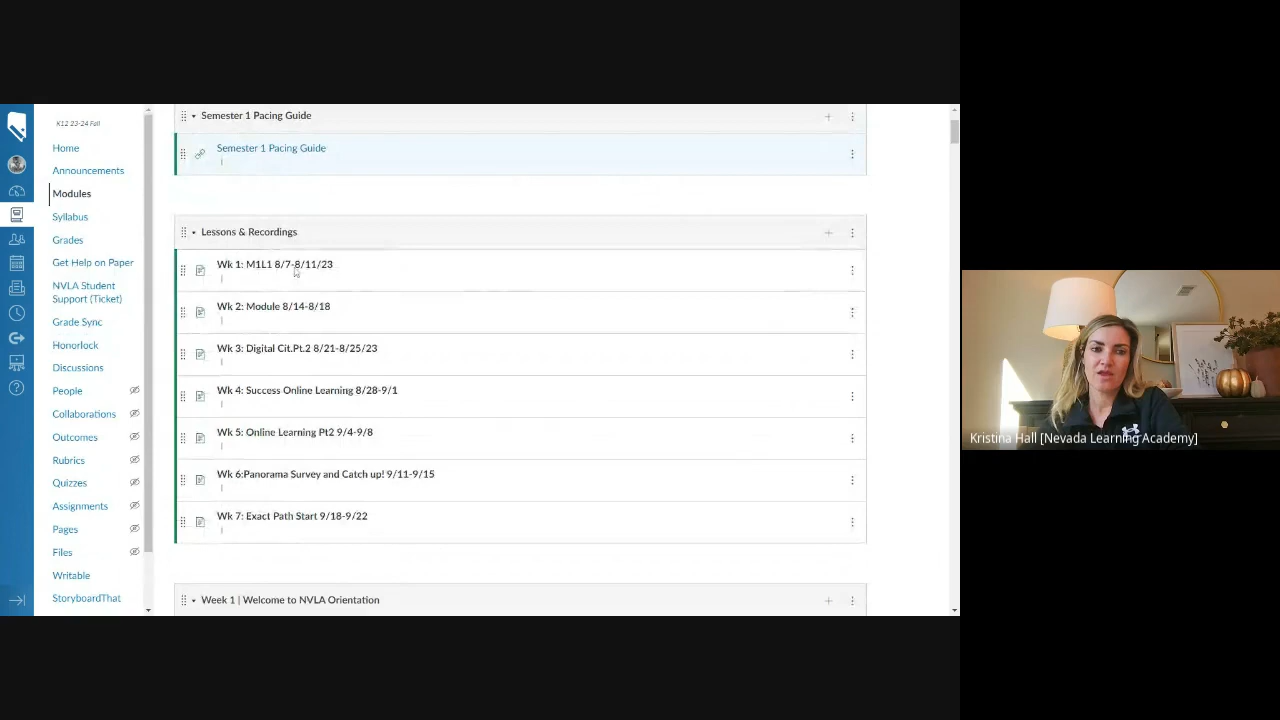 K12 23-24 Fall
Home
Announcements
Modules
Syllabus
Grades
Get Help on Paper
NVLA Student
Support (Ticket)
Grade Sync
Honorlock
Discussions
People
Collaborations
Outcomes
Rubrics
Quizzes
Assignments
Pages
Files
Writable
StoryboardThat
Semester 1 Pacing Guide
Semester 1 Pacing Guide
Lessons & Recordings
Wk 1: M1L1 8/7-8/11/23
Wk 2: Module 8/14-8/18
Wk 3: Digital Cit.Pt.2 8/21-8/25/23
Wk 4: Success Online Learning 8/28-9/1
Wk 5: Online Learning Pt2 9/4-9/8
Wk 6:Panorama Survey and Catch up! 9/11-9/15
Wk 7: Exact Path Start 9/18-9/22
Week 1 | Welcome to NVLA Orientation
Kristina Hall [Nevada Learning Academy]